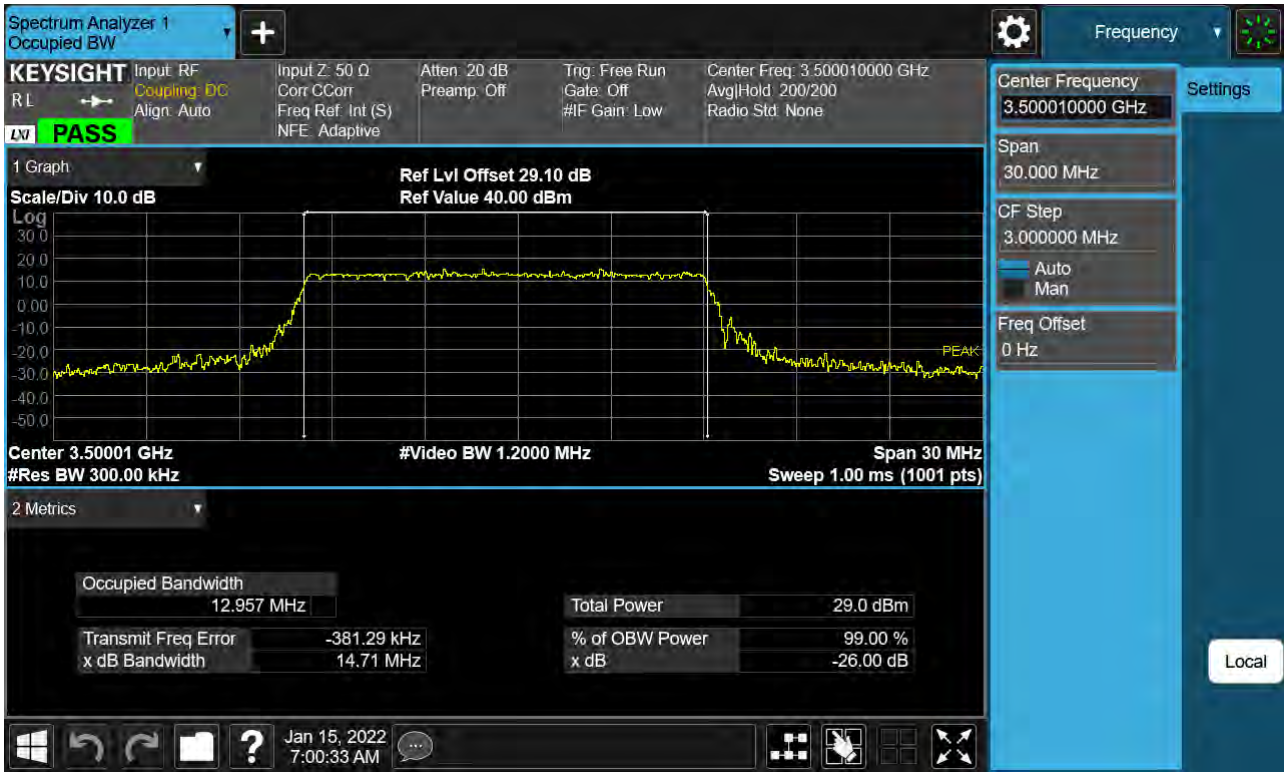 Spectrum Analyzer 1
Occupied BW
+
Frequency
KEYSIGHT
RL
LXI
PASS
Input: RF
Coupling: DC
Align: Auto
Input Z: 50 Ω
Corr CCorr
Freq Ref: Int (S)
NFE: Adaptive
Atten: 20 dB
Preamp: Off
Trig: Free Run
Gate: Off
#IF Gain: Low
Center Freq: 3.500010000 GHz
Avg|Hold: 200/200
Radio Std: None
Center Frequency
3.500010000 GHz
Settings
Span
30.000 MHz
CF Step
3.000000 MHz
Auto
Man
Freq Offset
0 Hz
Local
1 Graph
Scale/Div 10.0 dB
Ref Lvl Offset 29.10 dB
Ref Value 40.00 dBm
Log
30.0
20.0
10.0
0.00
-10.0
-20.0
-30.0
-40.0
-50.0
PEAK
Center 3.50001 GHz
#Video BW 1.2000 MHz
Span 30 MHz
#Res BW 300.00 kHz
Sweep 1.00 ms (1001 pts)
2 Metrics
Occupied Bandwidth
12.957 MHz
Transmit Freq Error -381.29 kHz
x dB Bandwidth 14.71 MHz
Total Power 29.0 dBm
% of OBW Power 99.00 %
x dB -26.00 dB
?
Jan 15, 2022
7:00:33 AM